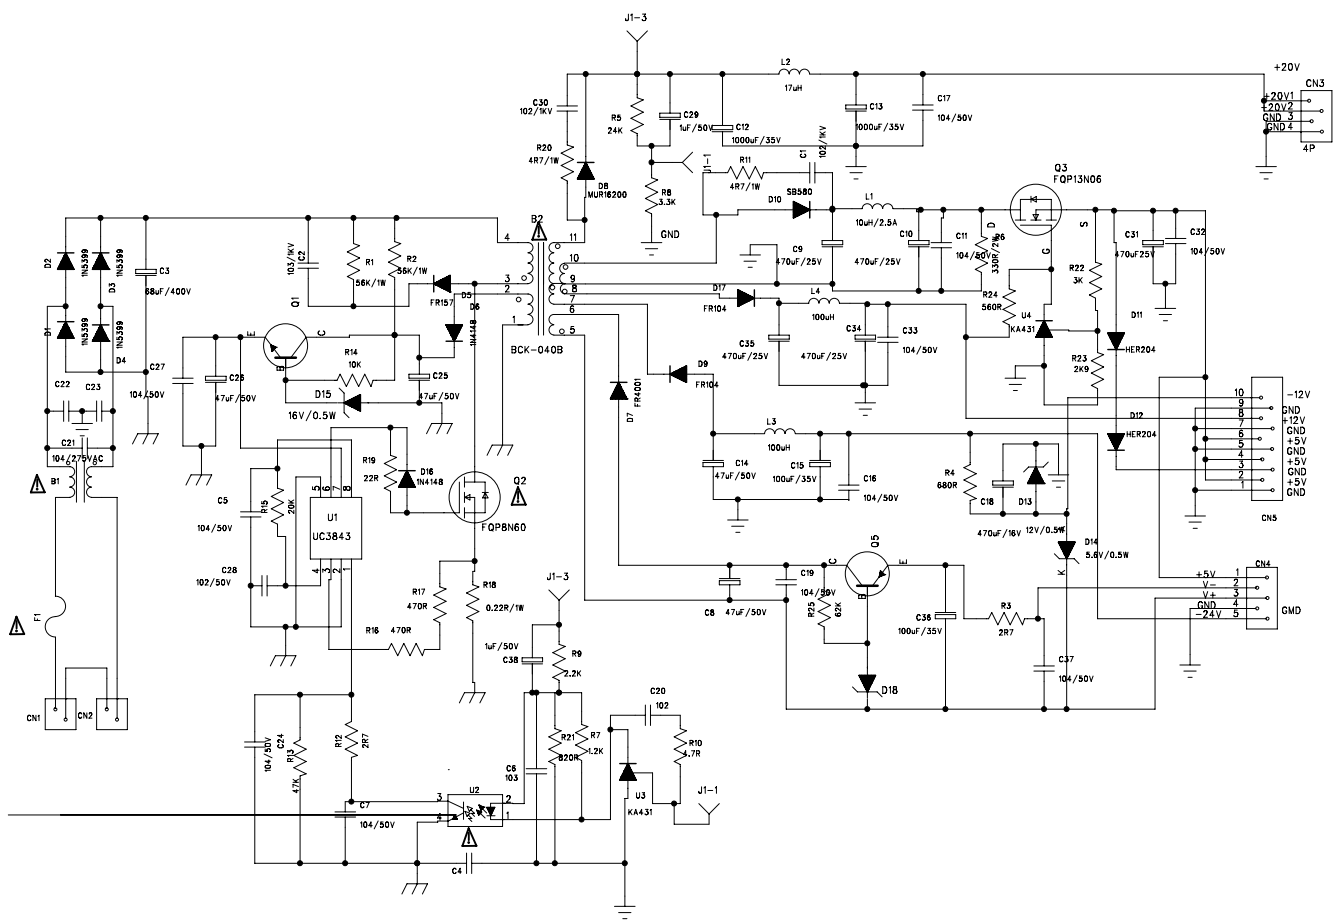 J1-3
L2
17uH
+20V
CN3
+20V1
+20V2
GND 3
GND 4
4P
C30
102/1KV
R5
24K
C29
1uF/50V
C12
1000uF/35V
C13
1000uF/35V
C17
104/50V
R20
4R7/1W
D8
MUR16200
J1-1
R11
4R7/1W
C1
102/1KV
R8
3.3K
GND
D10
SB580
L1
10uH/2.5A
Q3
FQP13N06
D
S
G
C9
470uF/25V
C10
470uF/25V
C11
104/50V
R6
330R/2W
C31
470uF/25V
C32
104/50V
R22
3K
R24
560R
U4
KA431
R23
2K9
D11
HER204
D12
HER204
D2
1N5399
1N5399
D3
D1
1N5399
1N5399
D4
C3
68uF/400V
C2
103/1KV
R1
56K/1W
R2
56K/1W
FR157
D5
D6
1N4148
B2
BCK-040B
4
3
2
1
11
10
9
8
7
6
5
D17
FR104
L4
100uH
C35
470uF/25V
C34
470uF/25V
C33
104/50V
D9
FR104
D7
FR4001
Q1
E
C
B
R14
10K
D15
16V/0.5W
C25
47uF/50V
C27
104/50V
C26
47uF/50V
C22
C23
C21
104/275VAC
B1
L3
100uH
C14
47uF/50V
C15
100uF/35V
C16
104/50V
R4
680R
C18
470uF/16V
D13
12V/0.5W
D14
5.6V/0.5W
K
10
9
8
7
6
5
4
3
2
1
-12V
GND
+12V
GND
+5V
GND
+5V
GND
+5V
GND
CN5
R19
22R
D16
1N4148
Q2
FQP8N60
C5
104/50V
R15
20K
5
6
7
8
U1
UC3843
4
3
2
1
C28
102/50V
R17
470R
R18
0.22R/1W
R16
470R
F1
CN1
CN2
C8
47uF/50V
C19
104/50V
R25
62K
Q5
C
E
B
C36
100uF/35V
D18
R3
2R7
C37
104/50V
CN4
+5V 1
V- 2
V+ 3
GND 4
-24V 5
GMD
J1-3
1uF/50V
C38
R9
2.2K
C24
104/50V
R13
47K
R12
2R7
C7
104/50V
U2
3
4
2
1
C4
C6
103
R21
820R
R7
1.2K
C20
102
R10
4.7R
U3
KA431
J1-1